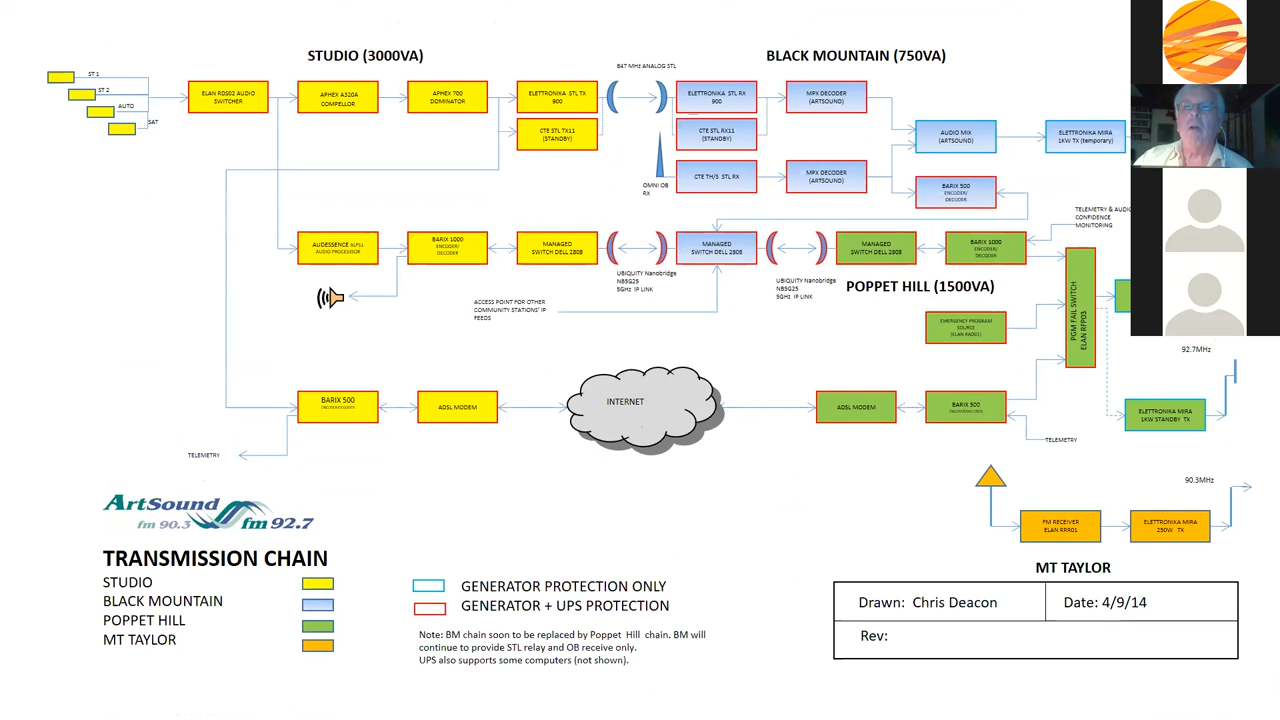 STUDIO (3000VA)
BLACK MOUNTAIN (750VA)
847 MHz ANALOG STL
ST 1
ST 2
AUTO
SAT
ELAN RDS02 AUDIO
SWITCHER
APHEX A320A
COMPELLOR
APHEX 700
DOMINATOR
ELETTRONIKA STL TX
900
CTE STL TX11
(STANDBY)
ELETTRONIKA STL RX
900
CTE STL RX11
(STANDBY)
MPX DECODER
(ARTSOUND)
AUDIO MIX
(ARTSOUND)
ELETTRONIKA MIRA
1KW TX (temporary)
OMNI OB
RX
CTE TH/S STL RX
MPX DECODER
(ARTSOUND)
BARIX 500
ENCODER/
DECODER
TELEMETRY & AUDIO
CONFIDENCE
MONITORING
AUDESSENCE
AUDIO PROCESSOR
BARIX 1000
ENCODER/
DECODER
MANAGED
SWITCH DELL 2808
MANAGED
SWITCH DELL 2808
MANAGED
SWITCH DELL 2808
BARIX 1000
ENCODER/
DECODER
UBIQUITY Nanobridge
NB5G25
5GHz IP LINK
UBIQUITY Nanobridge
NB5G25
5GHz IP LINK
POPPET HILL (1500VA)
ACCESS POINT FOR OTHER
COMMUNITY STATIONS' IP
FEEDS
EMERGENCY PROGRAM
SOURCE
(ELAN RAD01)
PGM FAIL SWITCH
ELAN RFP03
92.7MHz
BARIX 500
ENCODER/DECODER
ADSL MODEM
INTERNET
ADSL MODEM
BARIX 500
ENCODER/DECODER
ELETTRONIKA MIRA
1KW STANDBY TX
TELEMETRY
TELEMETRY
90.3MHz
FM RECEIVER
ELAN RRR01
ELETTRONIKA MIRA
250W TX
MT TAYLOR
ArtSound
fm 90.3
fm 92.7
TRANSMISSION CHAIN
STUDIO
BLACK MOUNTAIN
POPPET HILL
MT TAYLOR
GENERATOR PROTECTION ONLY
GENERATOR + UPS PROTECTION
Note: BM chain soon to be replaced by Poppet Hill chain. BM will
continue to provide STL relay and OB receive only.
UPS also supports some computers (not shown).
Drawn: Chris Deacon
Date: 4/9/14
Rev: